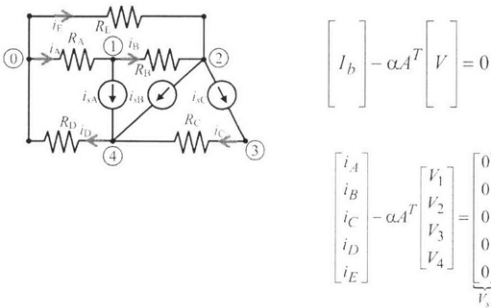 i_E R_E
0 i_A R_A 1 i_B R_B 2
i_sA i_sB i_sC
R_D i_D 4 R_C i_C 3
[I_b] - αA^T [V] = 0
[i_A i_B i_C i_D i_E] - αA^T [V_1 V_2 V_3 V_4] = [0 0 0 0 0]
V_s